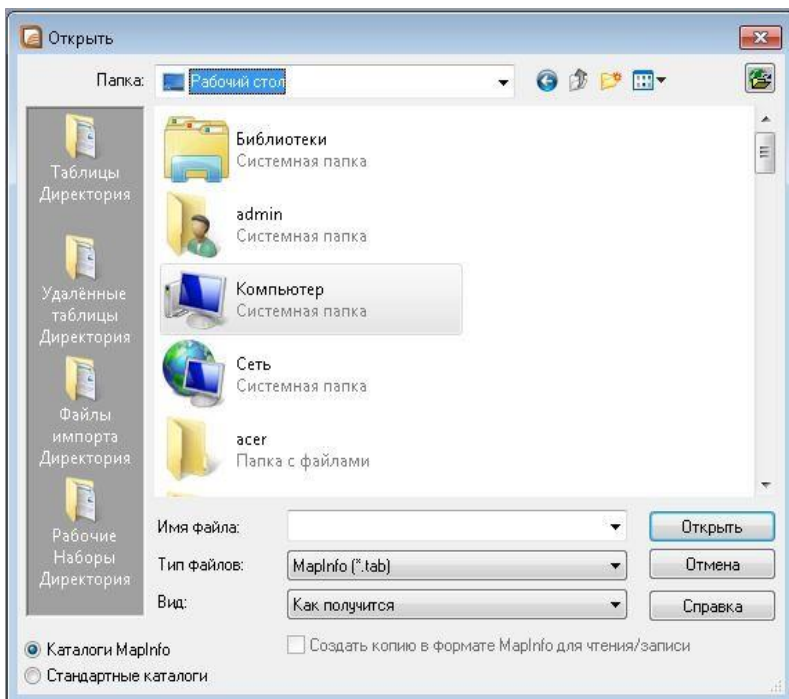 Открыть
Папка: Рабочий стол
Таблицы
Директория
Удалённые
таблицы
Директория
Файлы
импорта
Директория
Рабочие
Наборы
Директория
Библиотеки
Системная папка
admin
Системная папка
Компьютер
Системная папка
Сеть
Системная папка
acer
Папка с файлами
Имя файла:
Открыть
Тип файлов: MapInfo (*.tab)
Отмена
Вид: Как получится
Справка
Каталоги MapInfo
Стандартные каталоги
Создать копию в формате MapInfo для чтения/записи